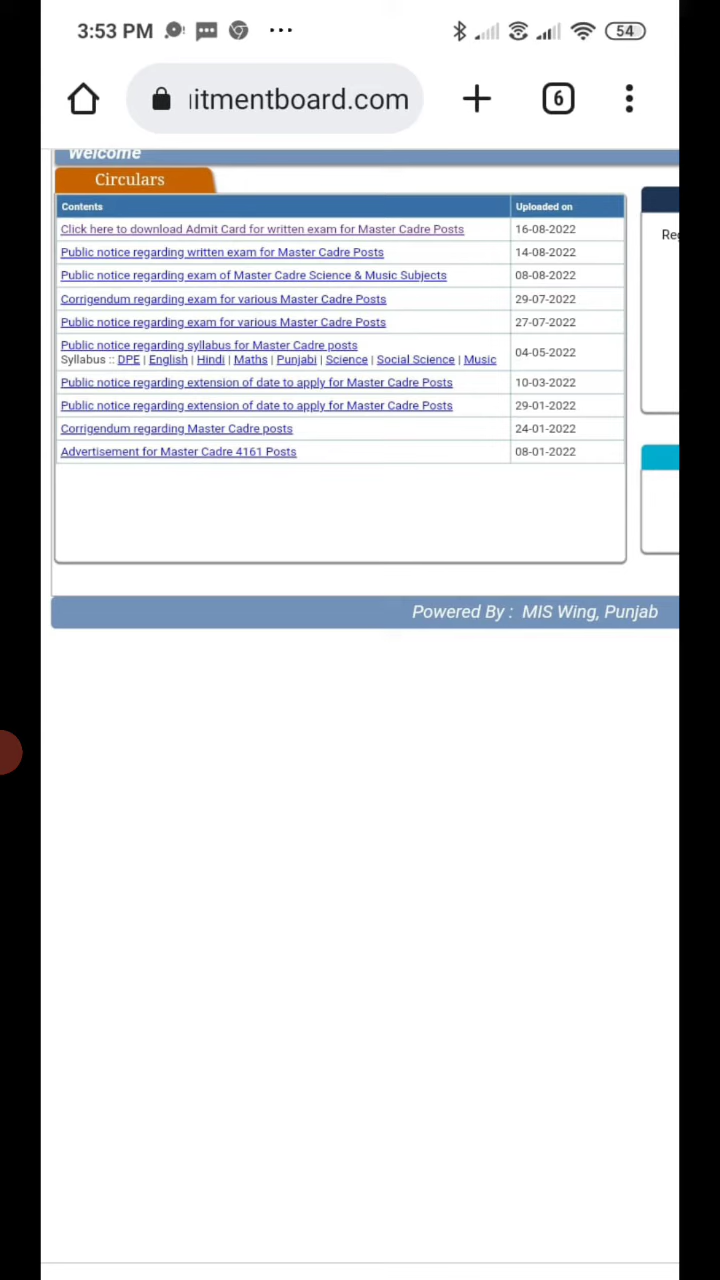 3:53 PM
54
itmentboard.com
6
Welcome
Circulars
Contents Uploaded on
Click here to download Admit Card for written exam for Master Cadre Posts 16-08-2022
Public notice regarding written exam for Master Cadre Posts 14-08-2022
Public notice regarding exam of Master Cadre Science & Music Subjects 08-08-2022
Corrigendum regarding exam for various Master Cadre Posts 29-07-2022
Public notice regarding exam for various Master Cadre Posts 27-07-2022
Public notice regarding syllabus for Master Cadre posts
Syllabus :: DPE | English | Hindi | Maths | Punjabi | Science | Social Science | Music 04-05-2022
Public notice regarding extension of date to apply for Master Cadre Posts 10-03-2022
Public notice regarding extension of date to apply for Master Cadre Posts 29-01-2022
Corrigendum regarding Master Cadre posts 24-01-2022
Advertisement for Master Cadre 4161 Posts 08-01-2022
Powered By : MIS Wing, Punjab